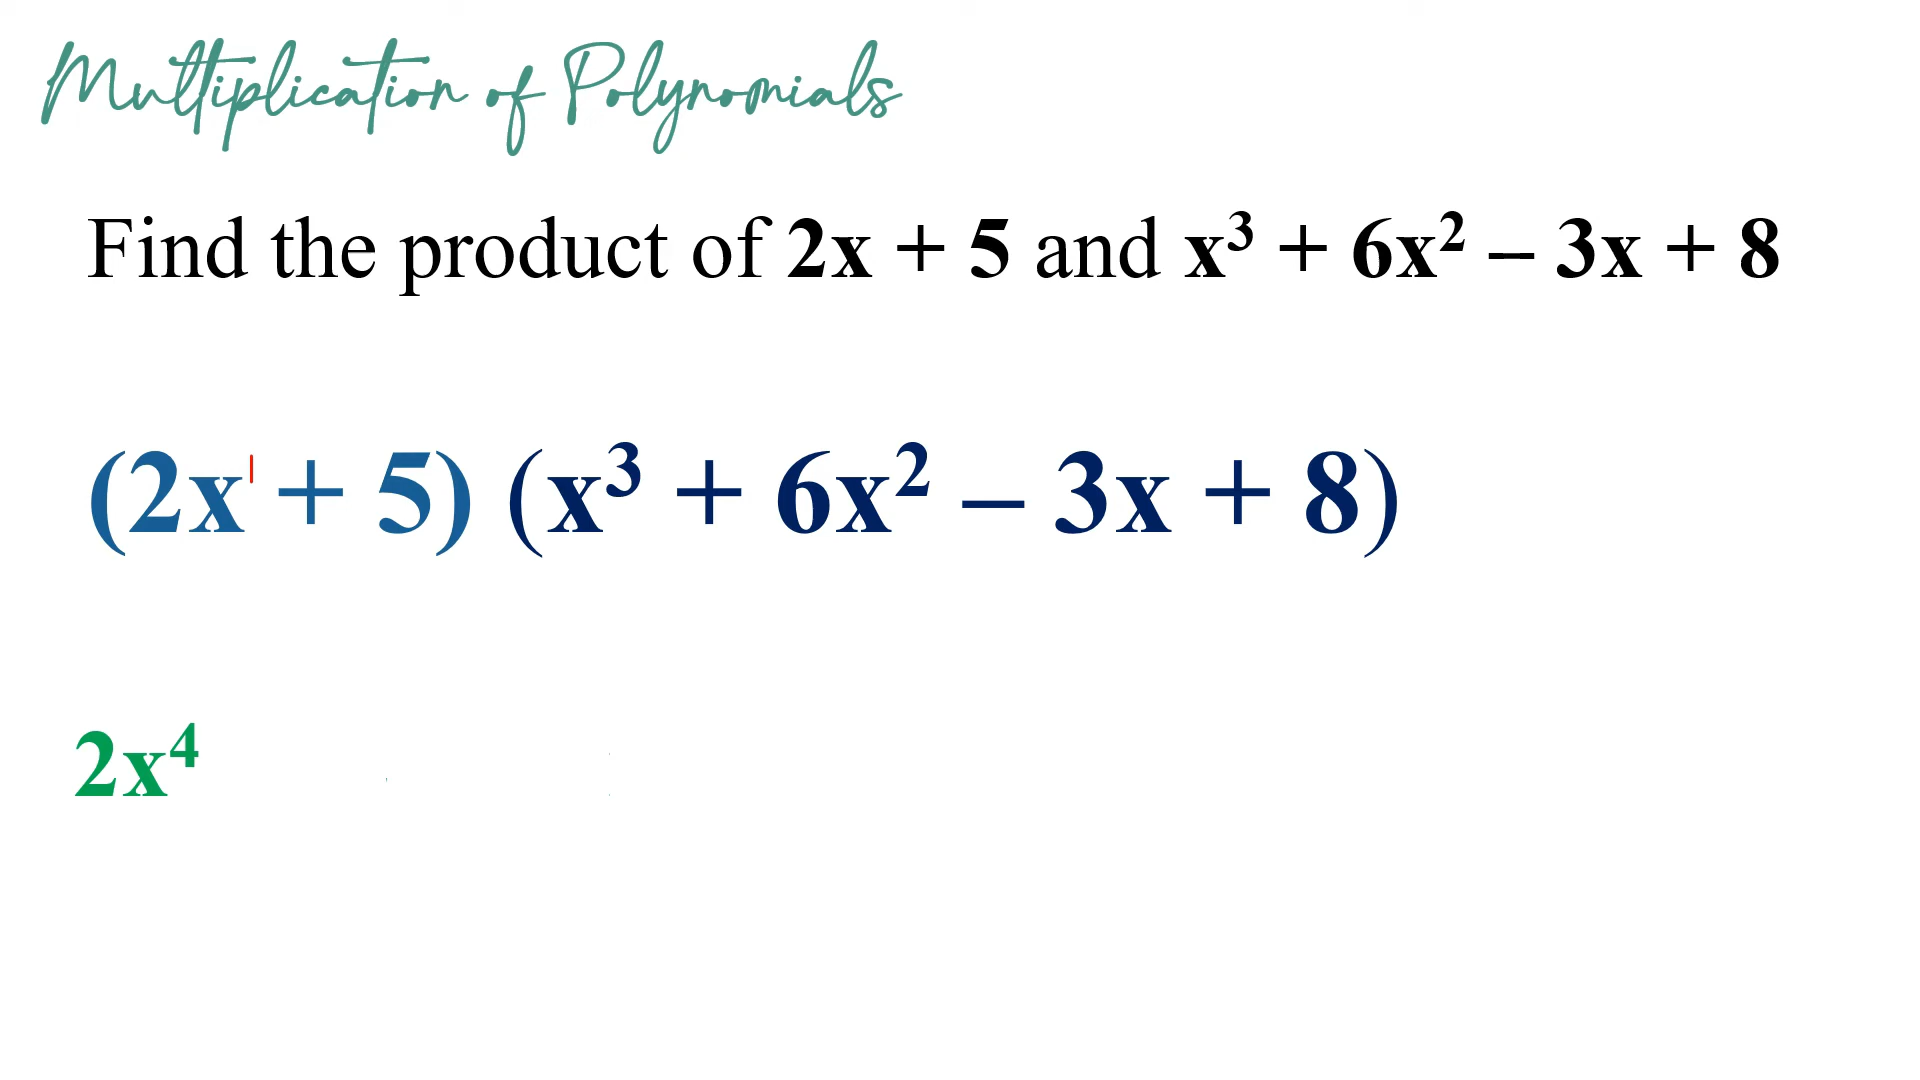 Multiplication of Polynomials
Find the product of 2x + 5 and x³ + 6x² – 3x + 8
(2x¹ + 5) (x³ + 6x² – 3x + 8)
2x⁴